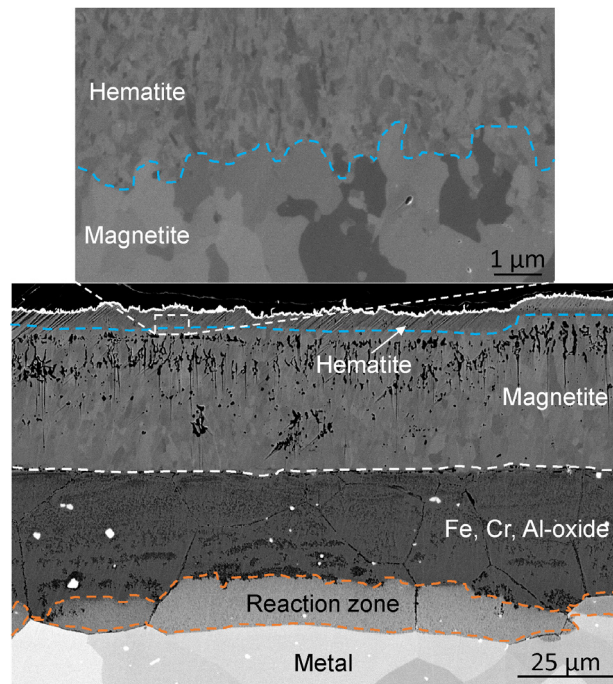 Hematite
Magnetite
1 µm
Hematite
Magnetite
Fe, Cr, Al-oxide
Reaction zone
25 µm
Metal